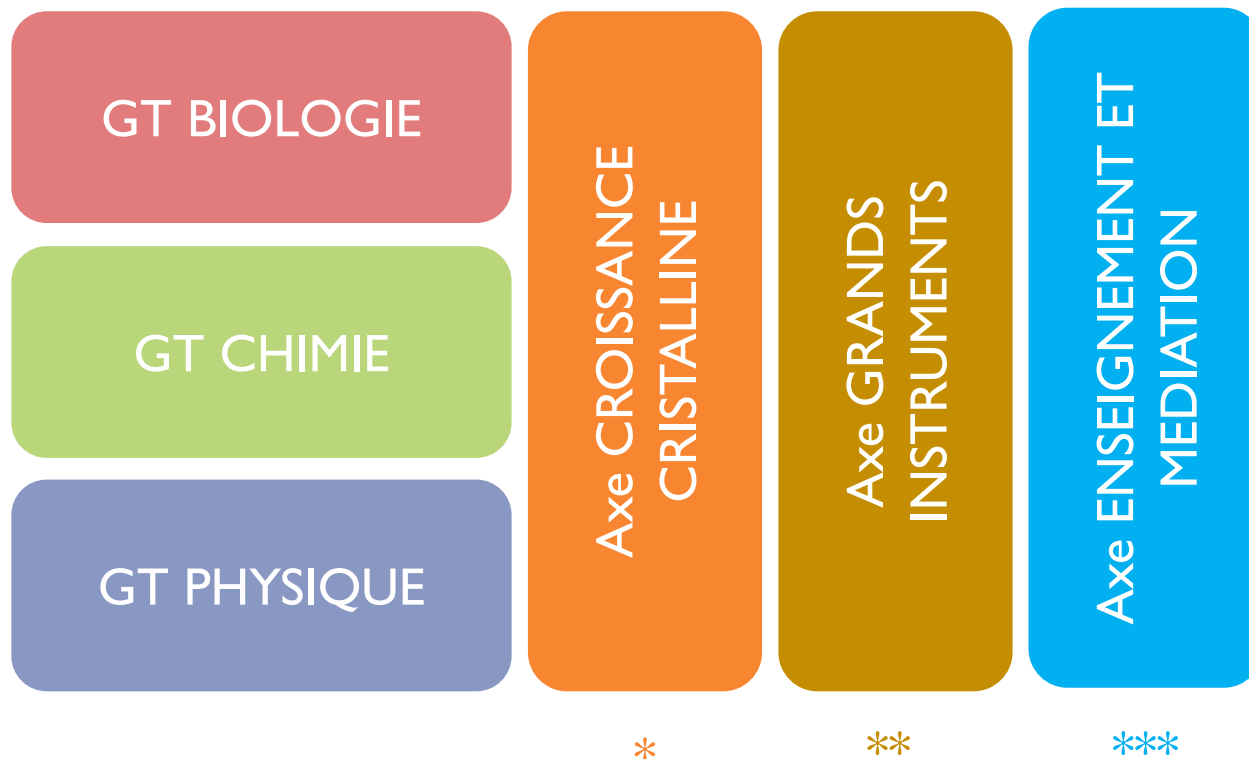 GT BIOLOGIE
GT CHIMIE
GT PHYSIQUE
Axe CROISSANCE
CRISTALLINE
Axe GRANDS
INSTRUMENTS
Axe ENSEIGNEMENT ET
MEDIATION
*
**
***